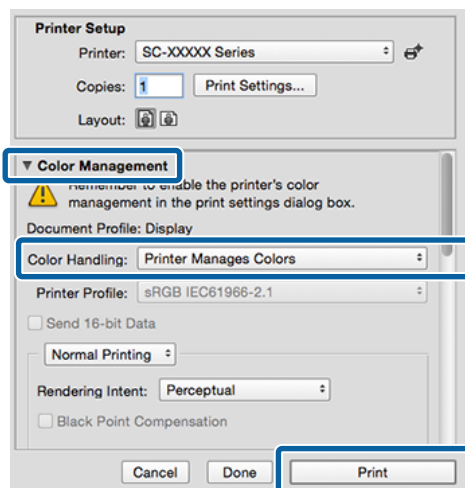 Printer Setup
Printer: SC-XXXXX Series
Copies: 1 Print Settings...
Layout:
Color Management
Remember to enable the printer's color
management in the print settings dialog box.
Document Profile: Display
Color Handling: Printer Manages Colors
Printer Profile: sRGB IEC61966-2.1
Send 16-bit Data
Normal Printing
Rendering Intent: Perceptual
Black Point Compensation
Cancel Done Print